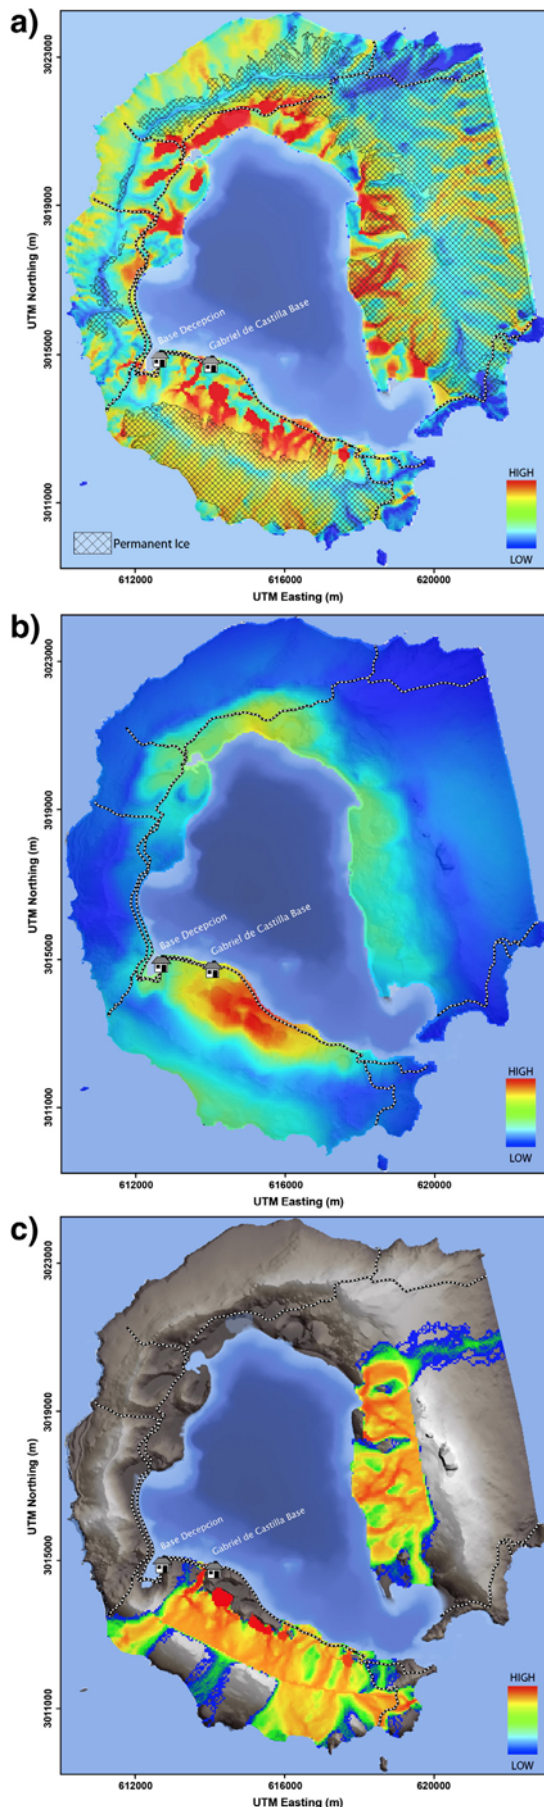 a)
3023000
3019000
UTM Northing (m)
3015000
3011000
Base Decepcion
Gabriel de Castilla Base
HIGH
LOW
Permanent Ice
612000
616000
620000
UTM Easting (m)
b)
3023000
3019000
UTM Northing (m)
3015000
3011000
Base Decepcion
Gabriel de Castilla Base
HIGH
LOW
612000
616000
620000
UTM Easting (m)
c)
3023000
3019000
UTM Northing (m)
3015000
3011000
Base Decepcion
Gabriel de Castilla Base
HIGH
LOW
612000
616000
620000
UTM Easting (m)